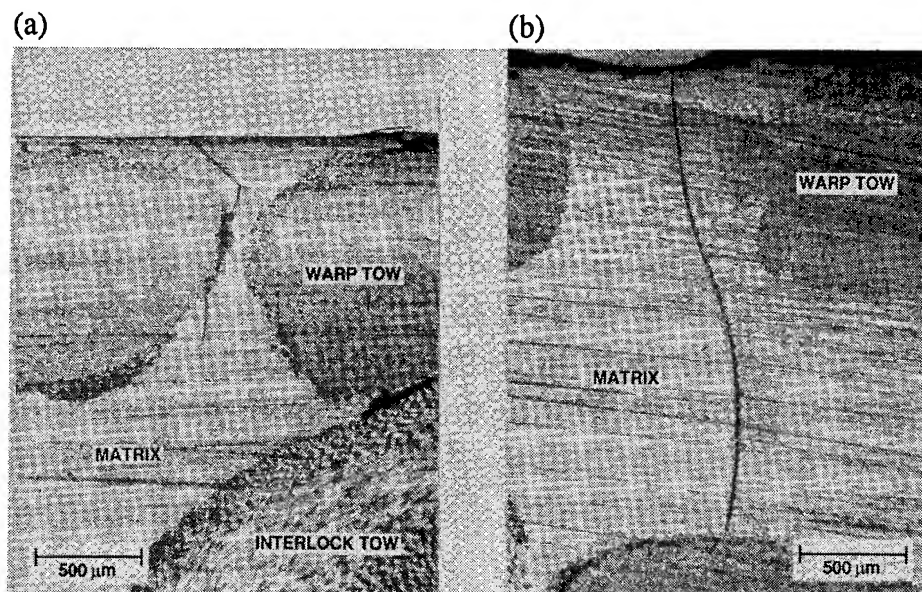 (a)
WARP TOW
MATRIX
INTERLOCK TOW
500 µm
(b)
WARP TOW
MATRIX
500 µm